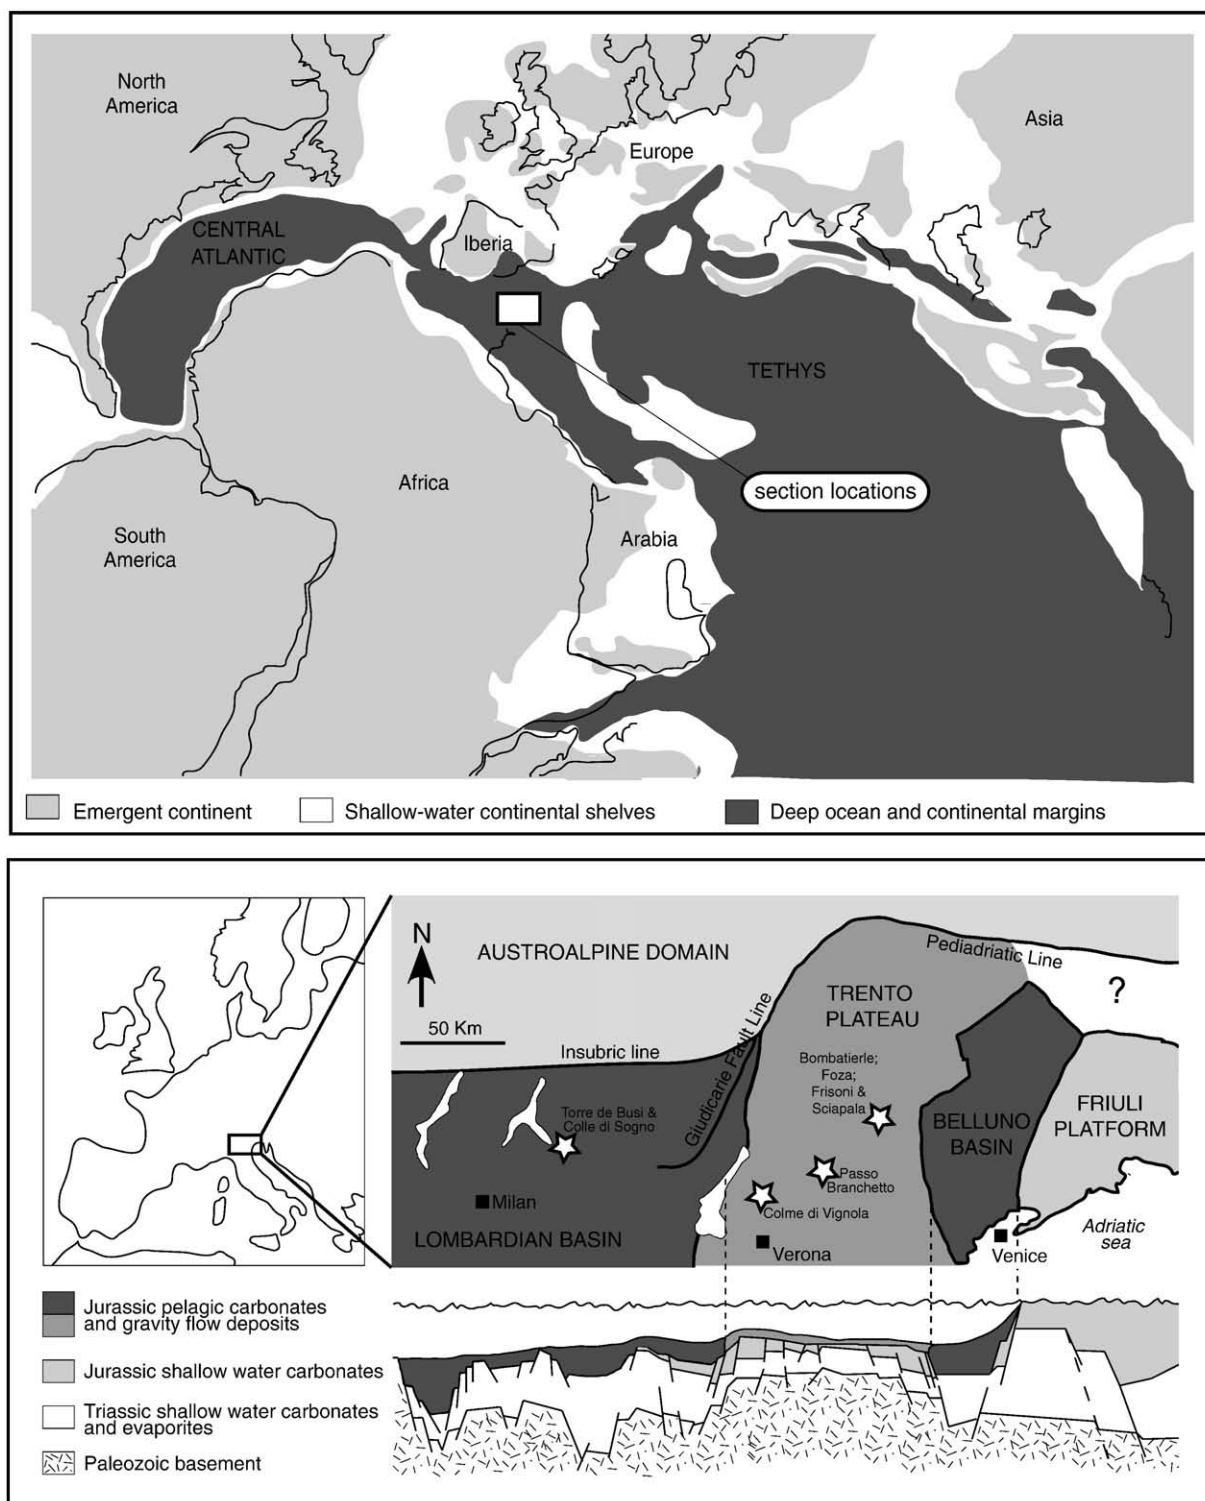 North
America
Asia
Europe
CENTRAL
ATLANTIC
Iberia
TETHYS
Africa
section locations
South
America
Arabia
Emergent continent
Shallow-water continental shelves
Deep ocean and continental margins
N
AUSTROALPINE DOMAIN
Pediadriatic Line
TRENTO
PLATEAU
?
50 Km
Insubric line
Giudicarie Fault Line
Bombatierle;
Foza;
Frisoni &
Sciapala
Torre de Busi &
Colle di Sogno
BELLUNO
BASIN
FRIULI
PLATFORM
Passo
Branchetto
Milan
Colme di Vignola
LOMBARDIAN BASIN
Verona
Venice
Adriatic
sea
Jurassic pelagic carbonates
and gravity flow deposits
Jurassic shallow water carbonates
Triassic shallow water carbonates
and evaporites
Paleozoic basement